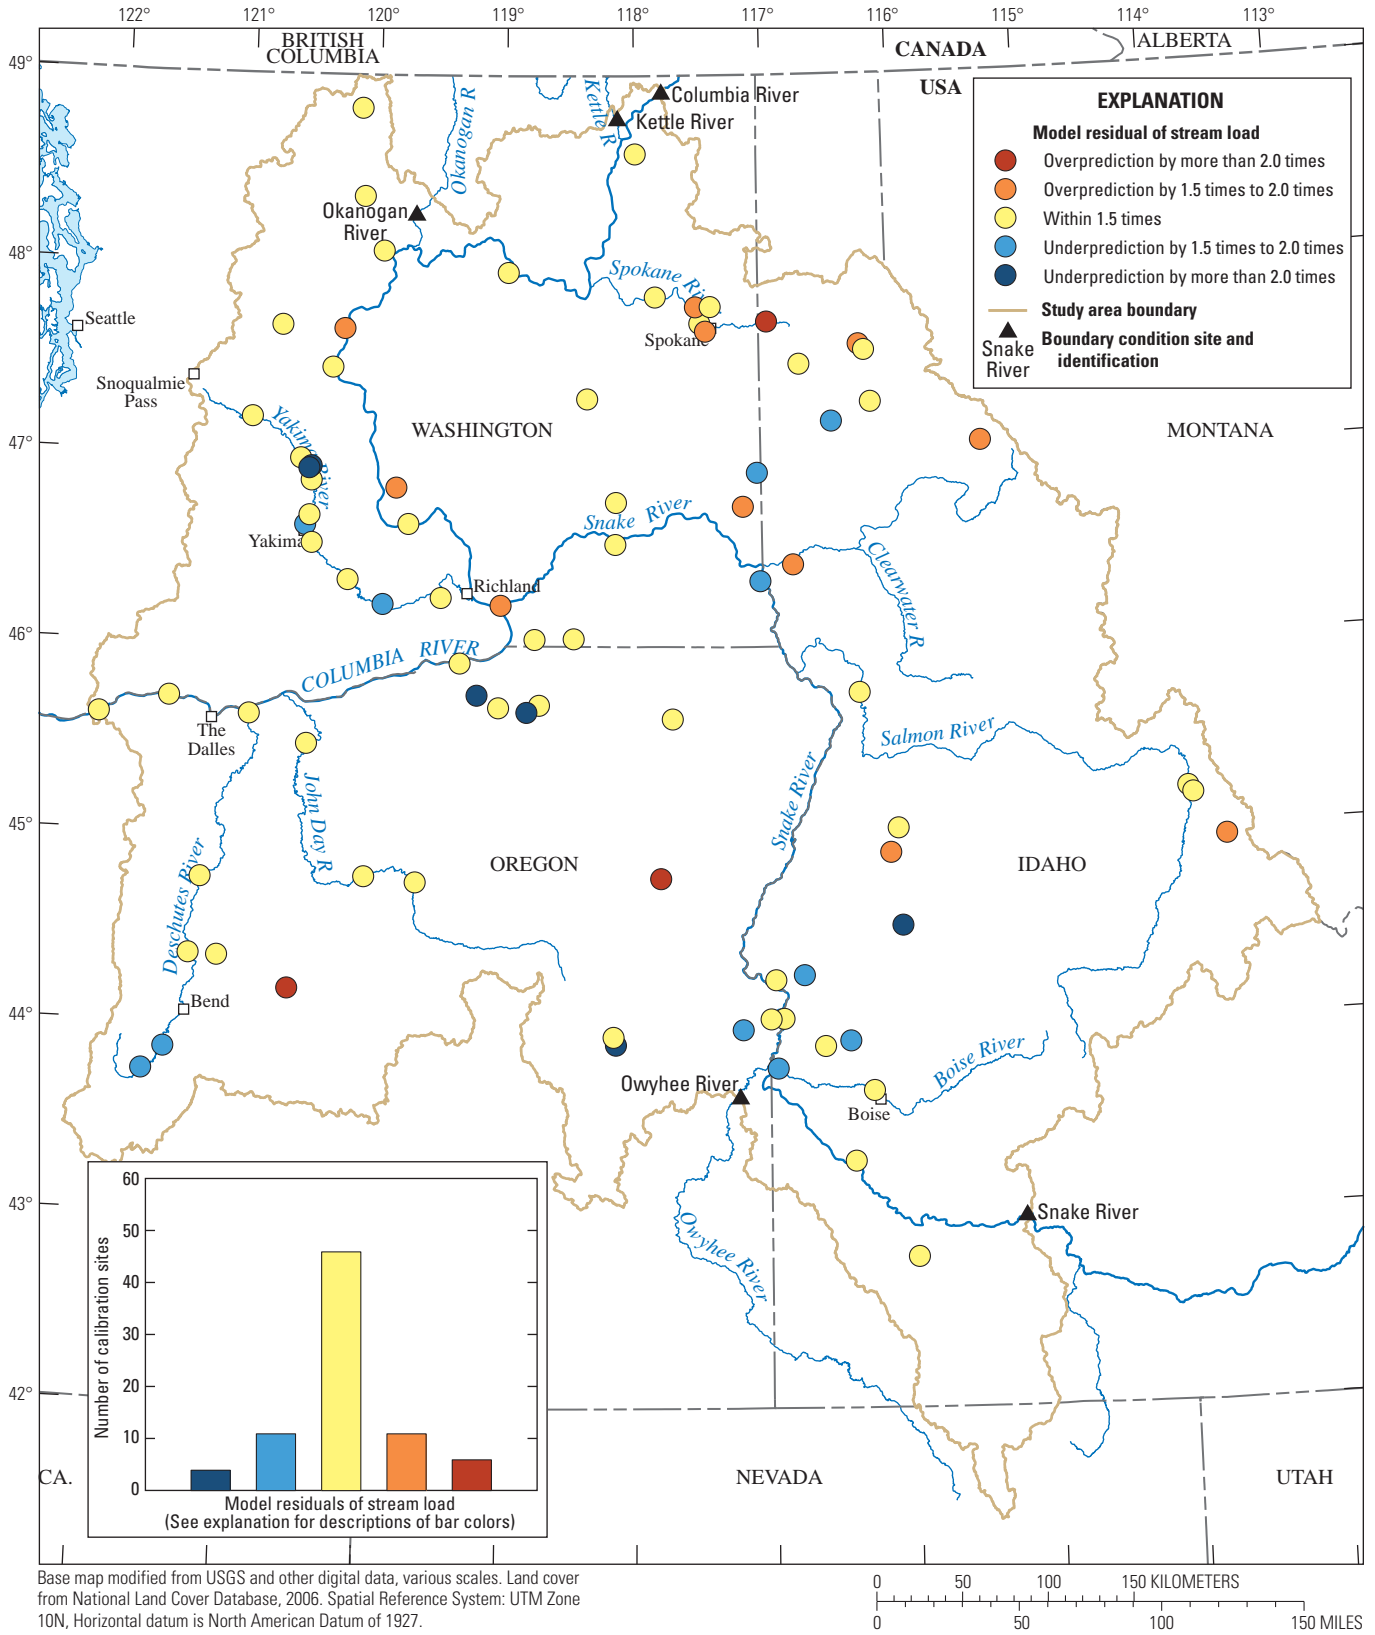 122° 121° 120° 119° 118° 117° 116° 115° 114° 113°
BRITISH
COLUMBIA
CANADA
ALBERTA
USA
49°
48°
47°
46°
45°
44°
43°
42°
EXPLANATION
Model residual of stream load
Overprediction by more than 2.0 times
Overprediction by 1.5 times to 2.0 times
Within 1.5 times
Underprediction by 1.5 times to 2.0 times
Underprediction by more than 2.0 times
Study area boundary
Snake
River
Boundary condition site and
identification
Okanogan R
Kettle R
Columbia River
Kettle River
Okanogan
River
Spokane
Spokane
Seattle
Snoqualmie
Pass
Yakima River
WASHINGTON
MONTANA
Snake River
Yakima
Richland
Clearwater R
COLUMBIA RIVER
The
Dalles
Salmon River
John Day R
Snake River
Deschutes River
OREGON
IDAHO
Bend
Boise River
Owyhee River
Boise
Snake River
Owyhee River
CA.
NEVADA
UTAH
Number of calibration sites
60
50
40
30
20
10
0
Model residuals of stream load
(See explanation for descriptions of bar colors)
Base map modified from USGS and other digital data, various scales. Land cover
from National Land Cover Database, 2006. Spatial Reference System: UTM Zone
10N, Horizontal datum is North American Datum of 1927.
0 50 100 150 KILOMETERS
0 50 100 150 MILES